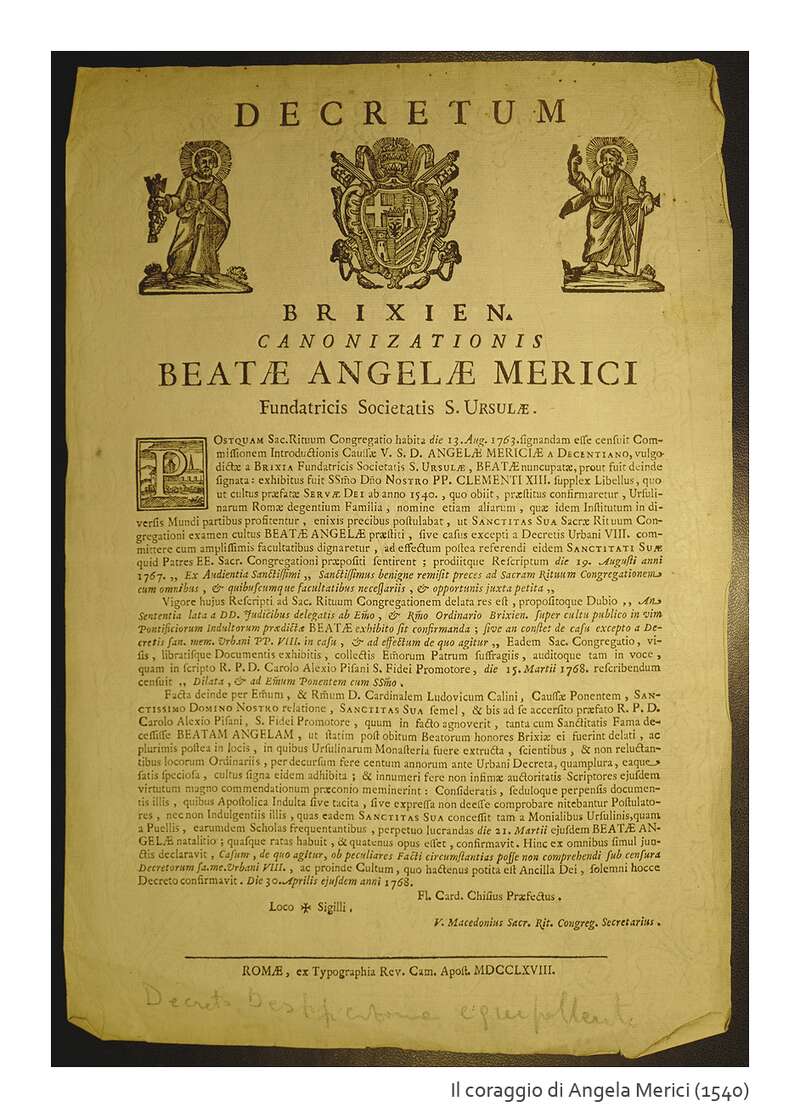 DECRETUM
BRIXIEN.
CANONIZATIONIS
BEATÆ ANGELÆ MERICI
Fundatricis Societatis S. URSULÆ.
POSTQUAM Sac. Rituum Congregatio habita die 13. Aug. 1763. signandam esse censuit Com-
missionem Introductionis Caussæ V. S. D. ANGELÆ MERICIÆ A DECENTIANO, vulgo
dictæ a BRIXIA Fundatricis Societatis S. URSULÆ, BEATÆ nuncupatæ, prout fuit deinde
signata: exhibitus fuit SSm̃o Dño NOSTRO PP. CLEMENTI XIII. supplex Libellus, quo
ut cultus præfatæ SERVÆ DEI ab anno 1540., quo obiit, præstitus confirmaretur, Ursuli-
narum Romæ degentium Familia, nomine etiam aliarum, quæ idem Institutum in di-
versis Mundi partibus profitentur, enixis precibus postulabat, ut SANCTITAS SUA Sacræ Rituum Con-
gregationi examen cultus BEATÆ ANGELÆ præstiti, sive casus excepti a Decretis Urbani VIII. com-
mittere cum amplissimis facultatibus dignaretur, ad effectum postea referendi eidem SANCTITATI SUÆ
quid Patres EE. Sacr. Congregationi præpositi sentirent; prodiitque Rescriptum die 19. Augusti anni
1767. ,, Ex Audientia Sanctissimi ,, Sanctissimus benigne remisit preces ad Sacram Rituum Congregationem
cum omnibus, & quibuscumque facultatibus necessariis, & opportunis juxta petita ,,
Vigore hujus Rescripti ad Sac. Rituum Congregationem delata res est, propositoque Dubio ,, An
Sententia lata a DD. Judicibus delegatis ab Em̃o, & Rm̃o Ordinario Brixien. super cultu publico in vim
Pontificiorum Indultorum prædictæ BEATÆ exhibito sit confirmanda; sive an constet de casu excepto a De-
cretis san. mem. Urbani PP. VIII. in casu, & ad effectum de quo agitur ,, Eadem Sac. Congregatio, vi-
sis, libratisque Documentis exhibitis, collectis Em̃orum Patrum suffragiis, auditoque tam in voce,
quam in scripto R. P. D. Carolo Alexio Pisani S. Fidei Promotore, die 15. Martii 1768. rescribendum
censuit ,, Dilata, & ad Em̃um Ponentem cum SSm̃o.
Facta deinde per Em̃um, & Rm̃um D. Cardinalem Ludovicum Calini, Caussæ Ponentem, SAN-
CTISSIMO DOMINO NOSTRO relatione, SANCTITAS SUA semel, & bis ad se accersito præfato R. P. D.
Carolo Alexio Pisani, S. Fidei Promotore, quum in facto agnoverit, tanta cum Sanctitatis Fama de-
cessisse BEATAM ANGELAM, ut statim post obitum Beatorum honores Brixiæ ei fuerint delati, ac
plurimis postea in locis, in quibus Ursulinarum Monasteria fuere extructa, scientibus, & non reluctan-
tibus locorum Ordinariis, per decursum fere centum annorum ante Urbani Decreta, quamplura, eaque
satis speciosa, cultus signa eidem adhibita; & innumeri fere non infimæ auctoritatis Scriptores ejusdem
virtutum magno commendationum præconio meminerint: Consideratis, seduloque perpensis documen-
tis illis, quibus Apostolica Indulta sive tacita, sive expressa non deesse comprobare nitebantur Postulato-
res, nec non Indulgentiis illis, quas eadem SANCTITAS SUA concessit tam a Monialibus Ursulinis, quam
a Puellis, earumdem Scholas frequentantibus, perpetuo lucrandas die 21. Martii ejusdem BEATÆ AN-
GELÆ natalitio; quasque ratas habuit, & quatenus opus esset, confirmavit. Hinc ex omnibus simul jun-
ctis declaravit, Casum, de quo agitur, ob peculiares Facti circumstantias posse non comprehendi sub censura
Decretorum sa. me. Urbani VIII., ac proinde Cultum, quo hactenus potita est Ancilla Dei, solemni hocce
Decreto confirmavit. Die 30. Aprilis ejusdem anni 1768.
Fl. Card. Chisius Præfectus.
Loco ✠ Sigilli.
V. Macedonius Sacr. Rit. Congreg. Secretarius.
ROMÆ, ex Typographia Rev. Cam. Apost. MDCCLXVIII.
Decreto Beatificazione equipollente
Il coraggio di Angela Merici (1540)